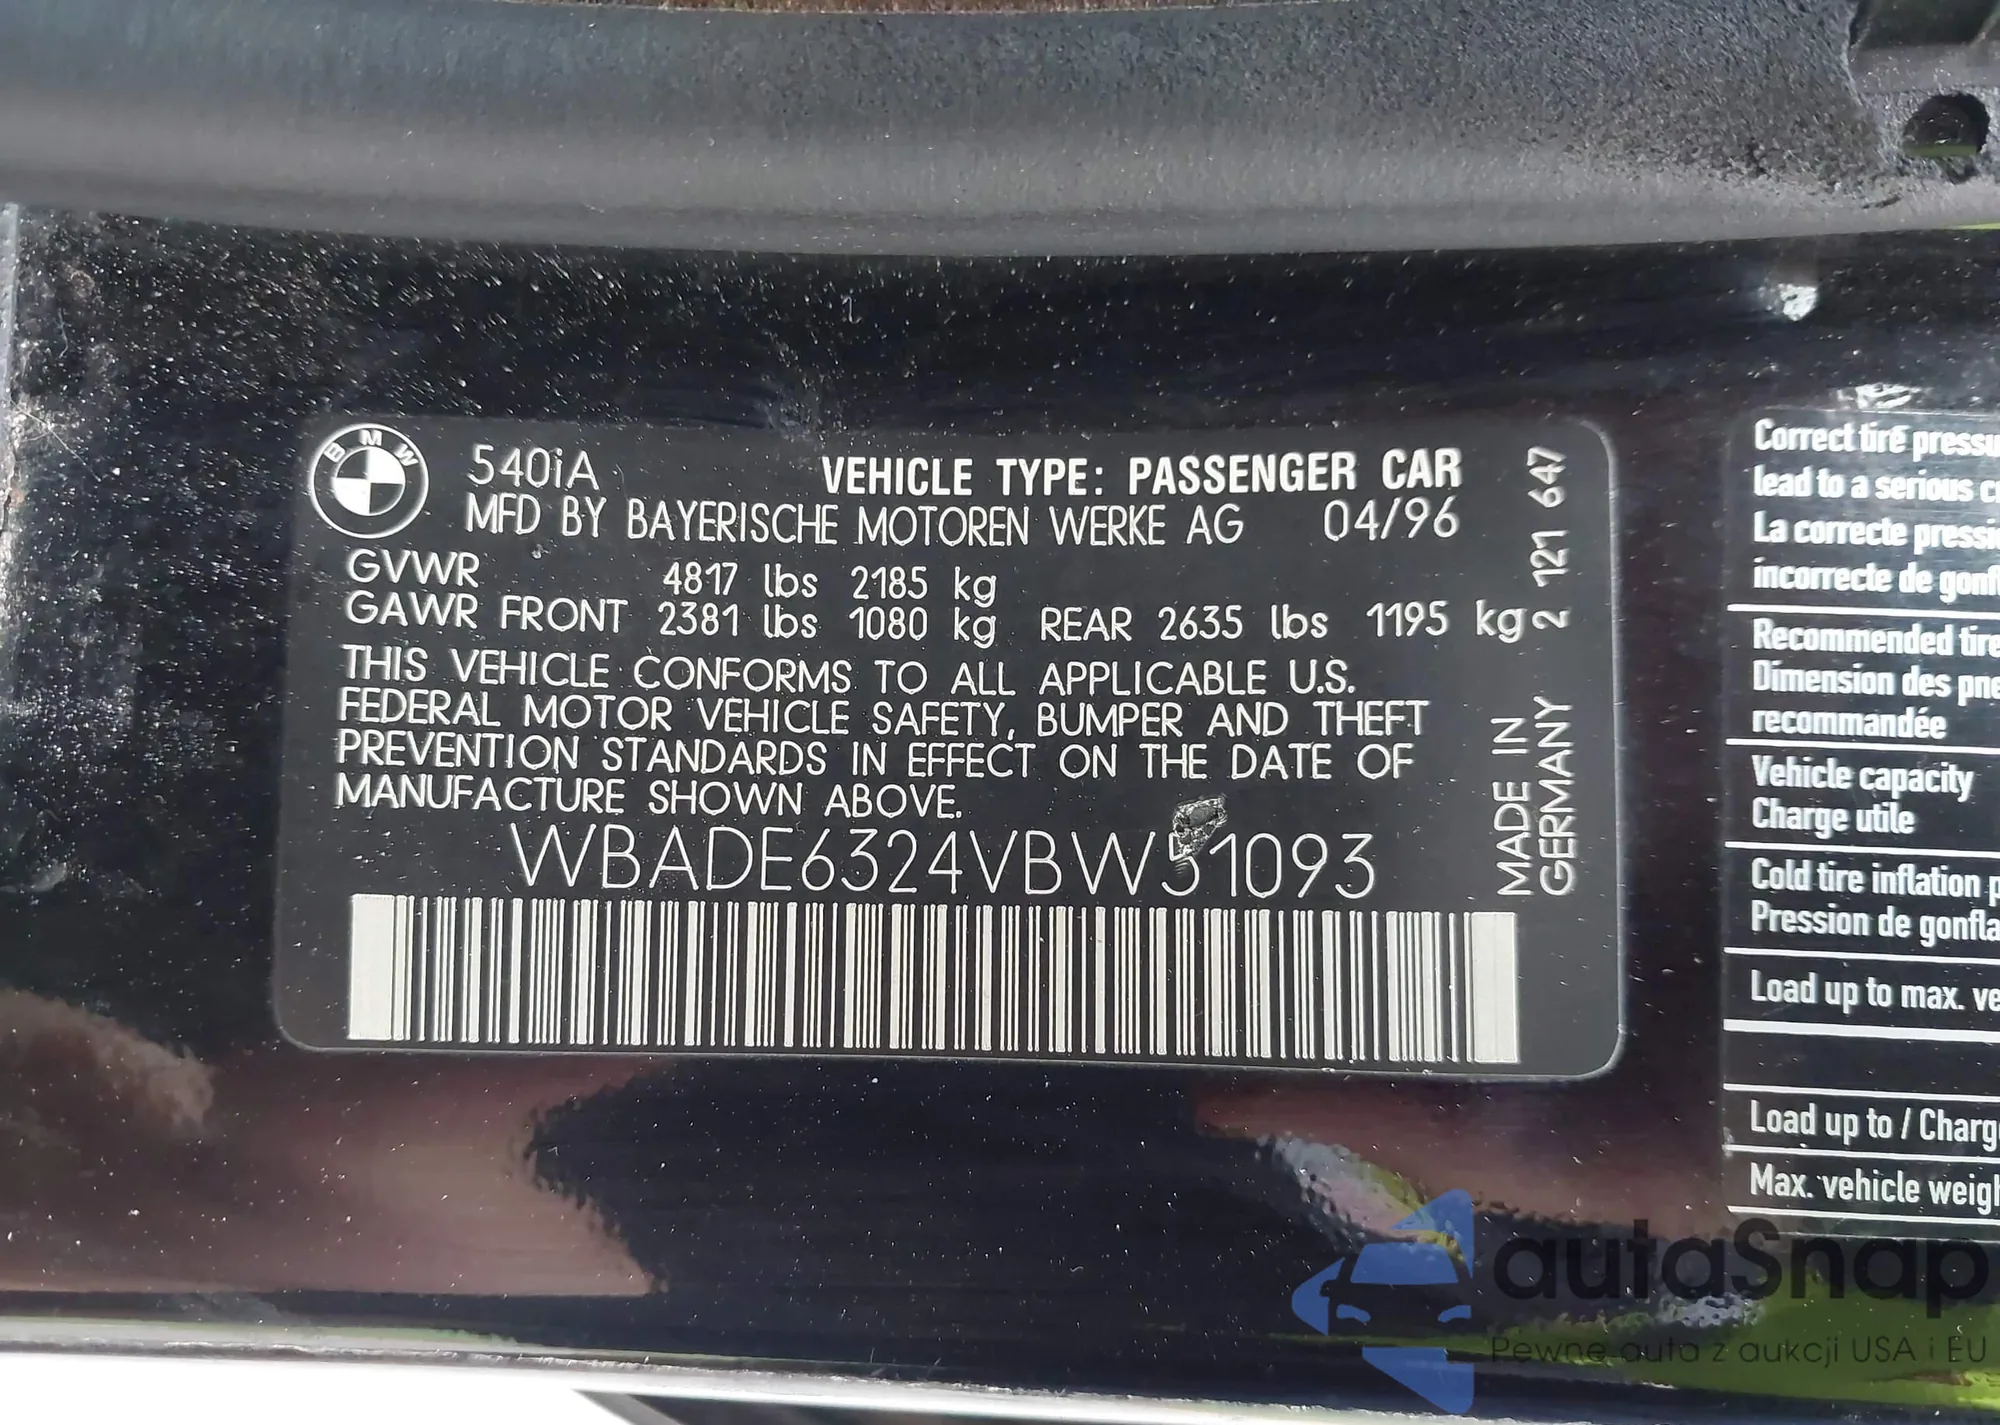 BMW
540iA VEHICLE TYPE: PASSENGER CAR
MFD BY BAYERISCHE MOTOREN WERKE AG 04/96
GVWR 4817 lbs 2185 kg
GAWR FRONT 2381 lbs 1080 kg REAR 2635 lbs 1195 kg
THIS VEHICLE CONFORMS TO ALL APPLICABLE U.S.
FEDERAL MOTOR VEHICLE SAFETY, BUMPER AND THEFT
PREVENTION STANDARDS IN EFFECT ON THE DATE OF
MANUFACTURE SHOWN ABOVE.
WBADE6324VBW51093
2 121 647
MADE IN
GERMANY
Correct tire pressu
lead to a serious
La correcte pressi
incorrecte de gonf
Recommended tire
Dimension des pne
recommandée
Vehicle capacity
Charge utile
Cold tire inflation
Pression de gonfla
Load up to max. ve
Load up to / Charg
Max. vehicle weigh
autaSnap
Pewne auta z aukcji USA i EU